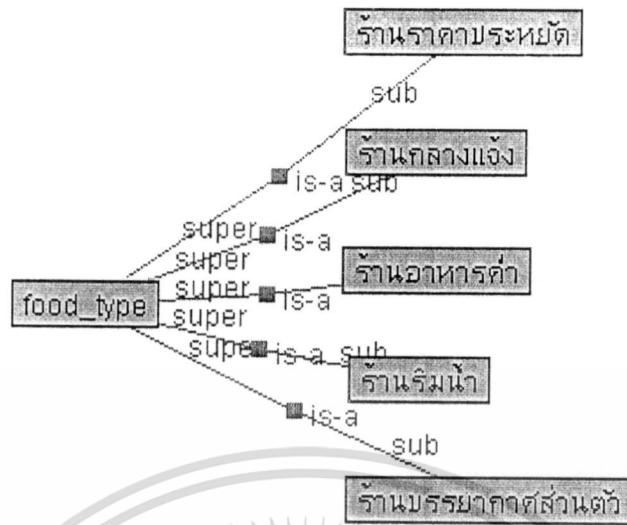 ร้านราคาประหยัด
sub
ร้านกลางแจ้ง
is-a sub
super is-a
super
ร้านอาหารค่ำ
super is-a
food_type
super
super is-a sub
ร้านริมน้ำ
is-a
sub
ร้านบรรยากาศส่วนตัว